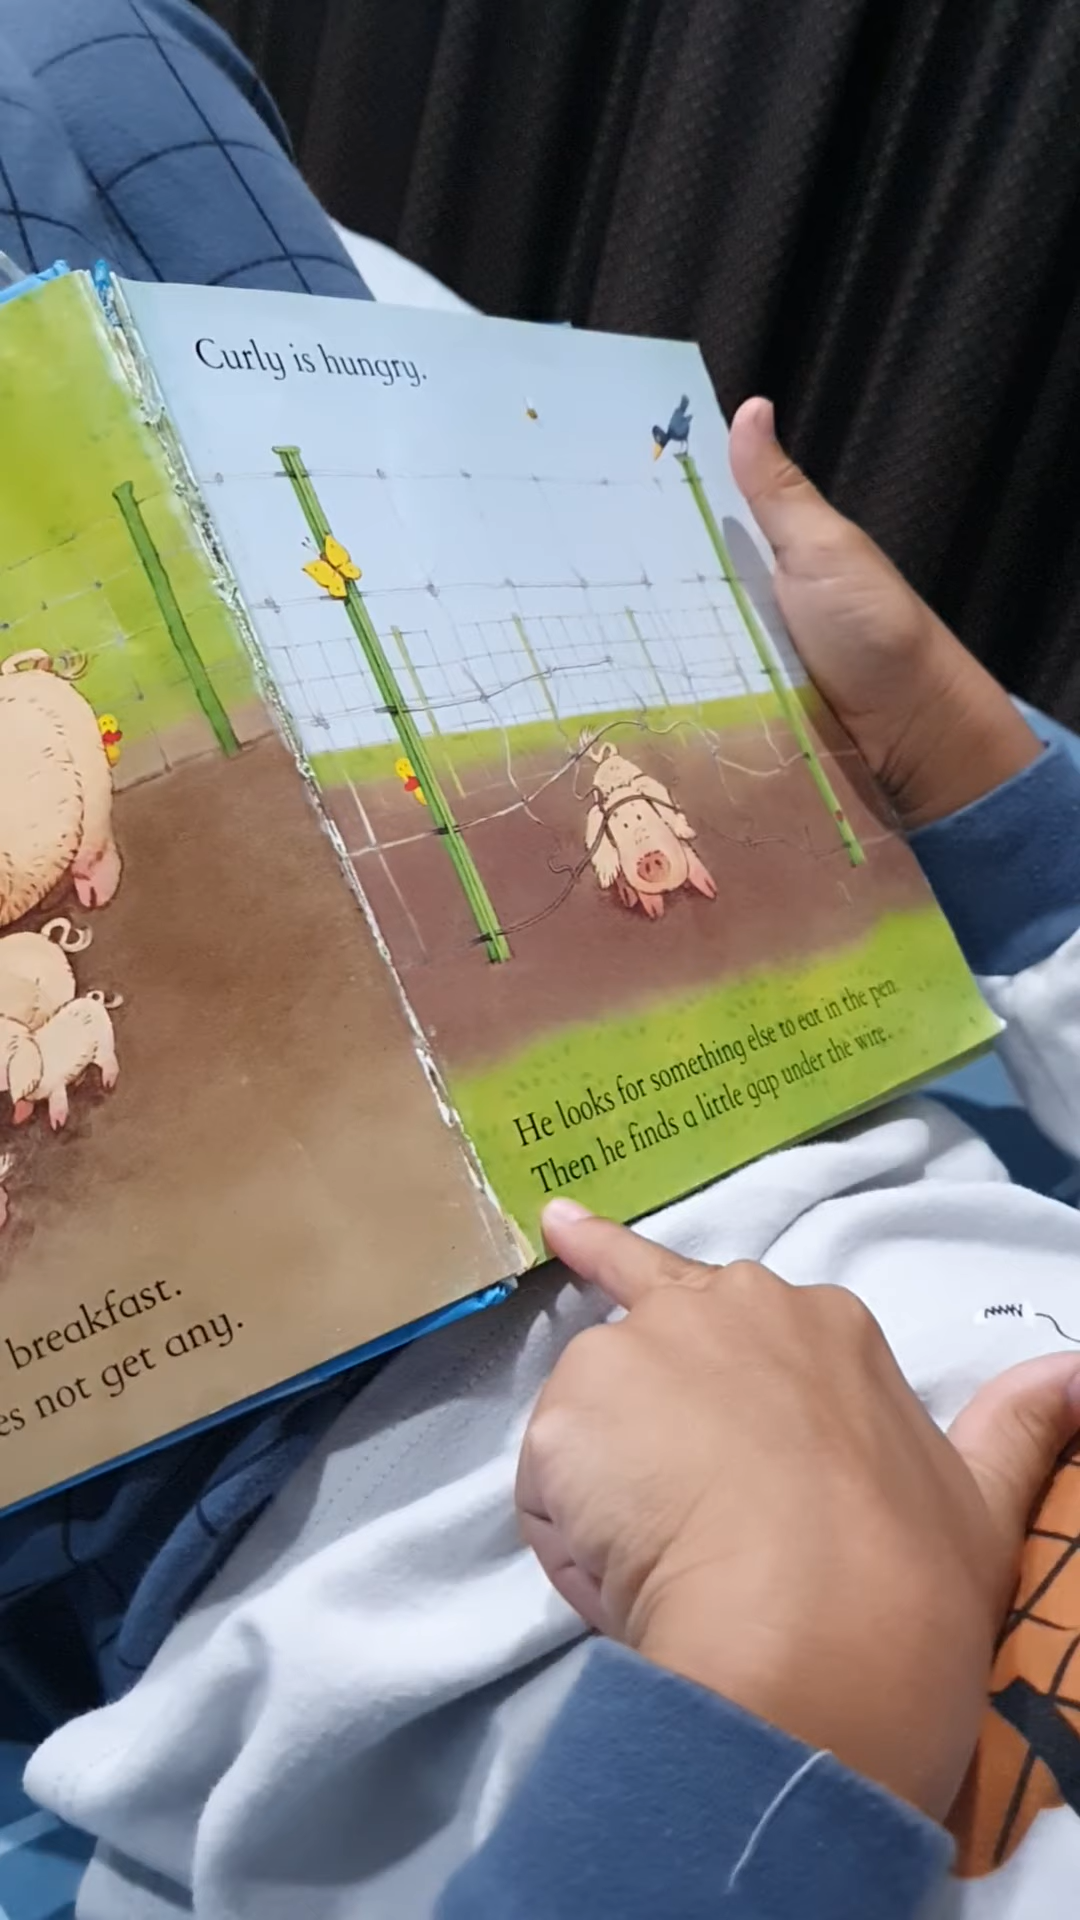 breakfast.
es not get any.
Curly is hungry.
He looks for something else to eat in the pen.
Then he finds a little gap under the wire.